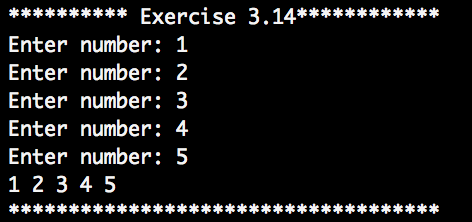 ********** Exercise 3.14************
Enter number: 1
Enter number: 2
Enter number: 3
Enter number: 4
Enter number: 5
1 2 3 4 5
************************************